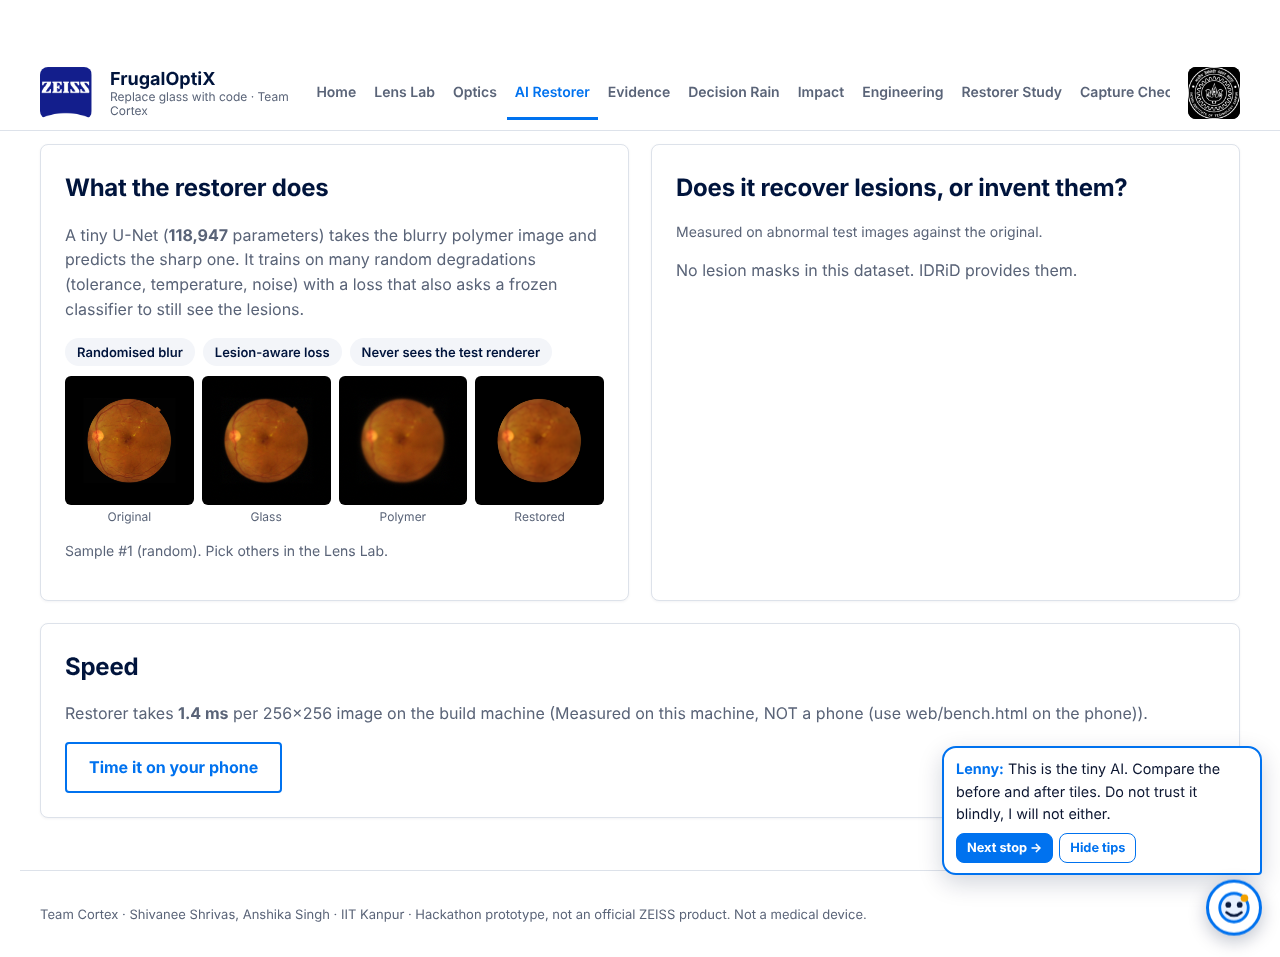 ZEISS
FrugalOptiX
Replace glass with code · Team
Cortex
Home Lens Lab Optics AI Restorer Evidence Decision Rain Impact Engineering Restorer Study Capture Chec
What the restorer does
A tiny U-Net (118,947 parameters) takes the blurry polymer image and
predicts the sharp one. It trains on many random degradations
(tolerance, temperature, noise) with a loss that also asks a frozen
classifier to still see the lesions.
Randomised blur Lesion-aware loss Never sees the test renderer
Original Glass Polymer Restored
Sample #1 (random). Pick others in the Lens Lab.
Does it recover lesions, or invent them?
Measured on abnormal test images against the original.
No lesion masks in this dataset. IDRiD provides them.
Speed
Restorer takes 1.4 ms per 256×256 image on the build machine (Measured on this machine, NOT a phone (use web/bench.html on the phone)).
Time it on your phone
Lenny: This is the tiny AI. Compare the
before and after tiles. Do not trust it
blindly, I will not either.
Next stop → Hide tips
Team Cortex · Shivanee Shrivas, Anshika Singh · IIT Kanpur · Hackathon prototype, not an official ZEISS product. Not a medical device.